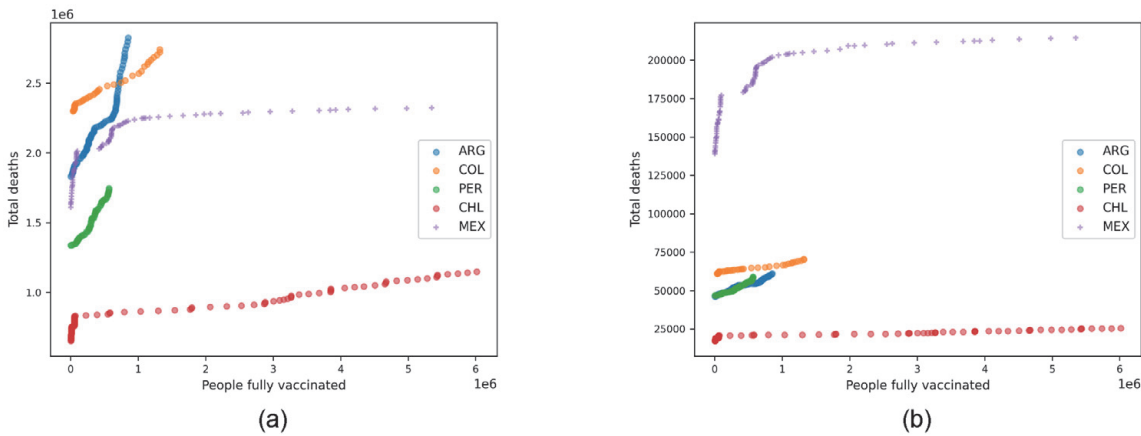 1e6
2.5
2.0
1.5
1.0
Total deaths
ARG
COL
PER
CHL
MEX
0 1 2 3 4 5 6
People fully vaccinated
1e6
(a)
200000
175000
150000
125000
100000
75000
50000
25000
Total deaths
ARG
COL
PER
CHL
MEX
0 1 2 3 4 5 6
People fully vaccinated
1e6
(b)